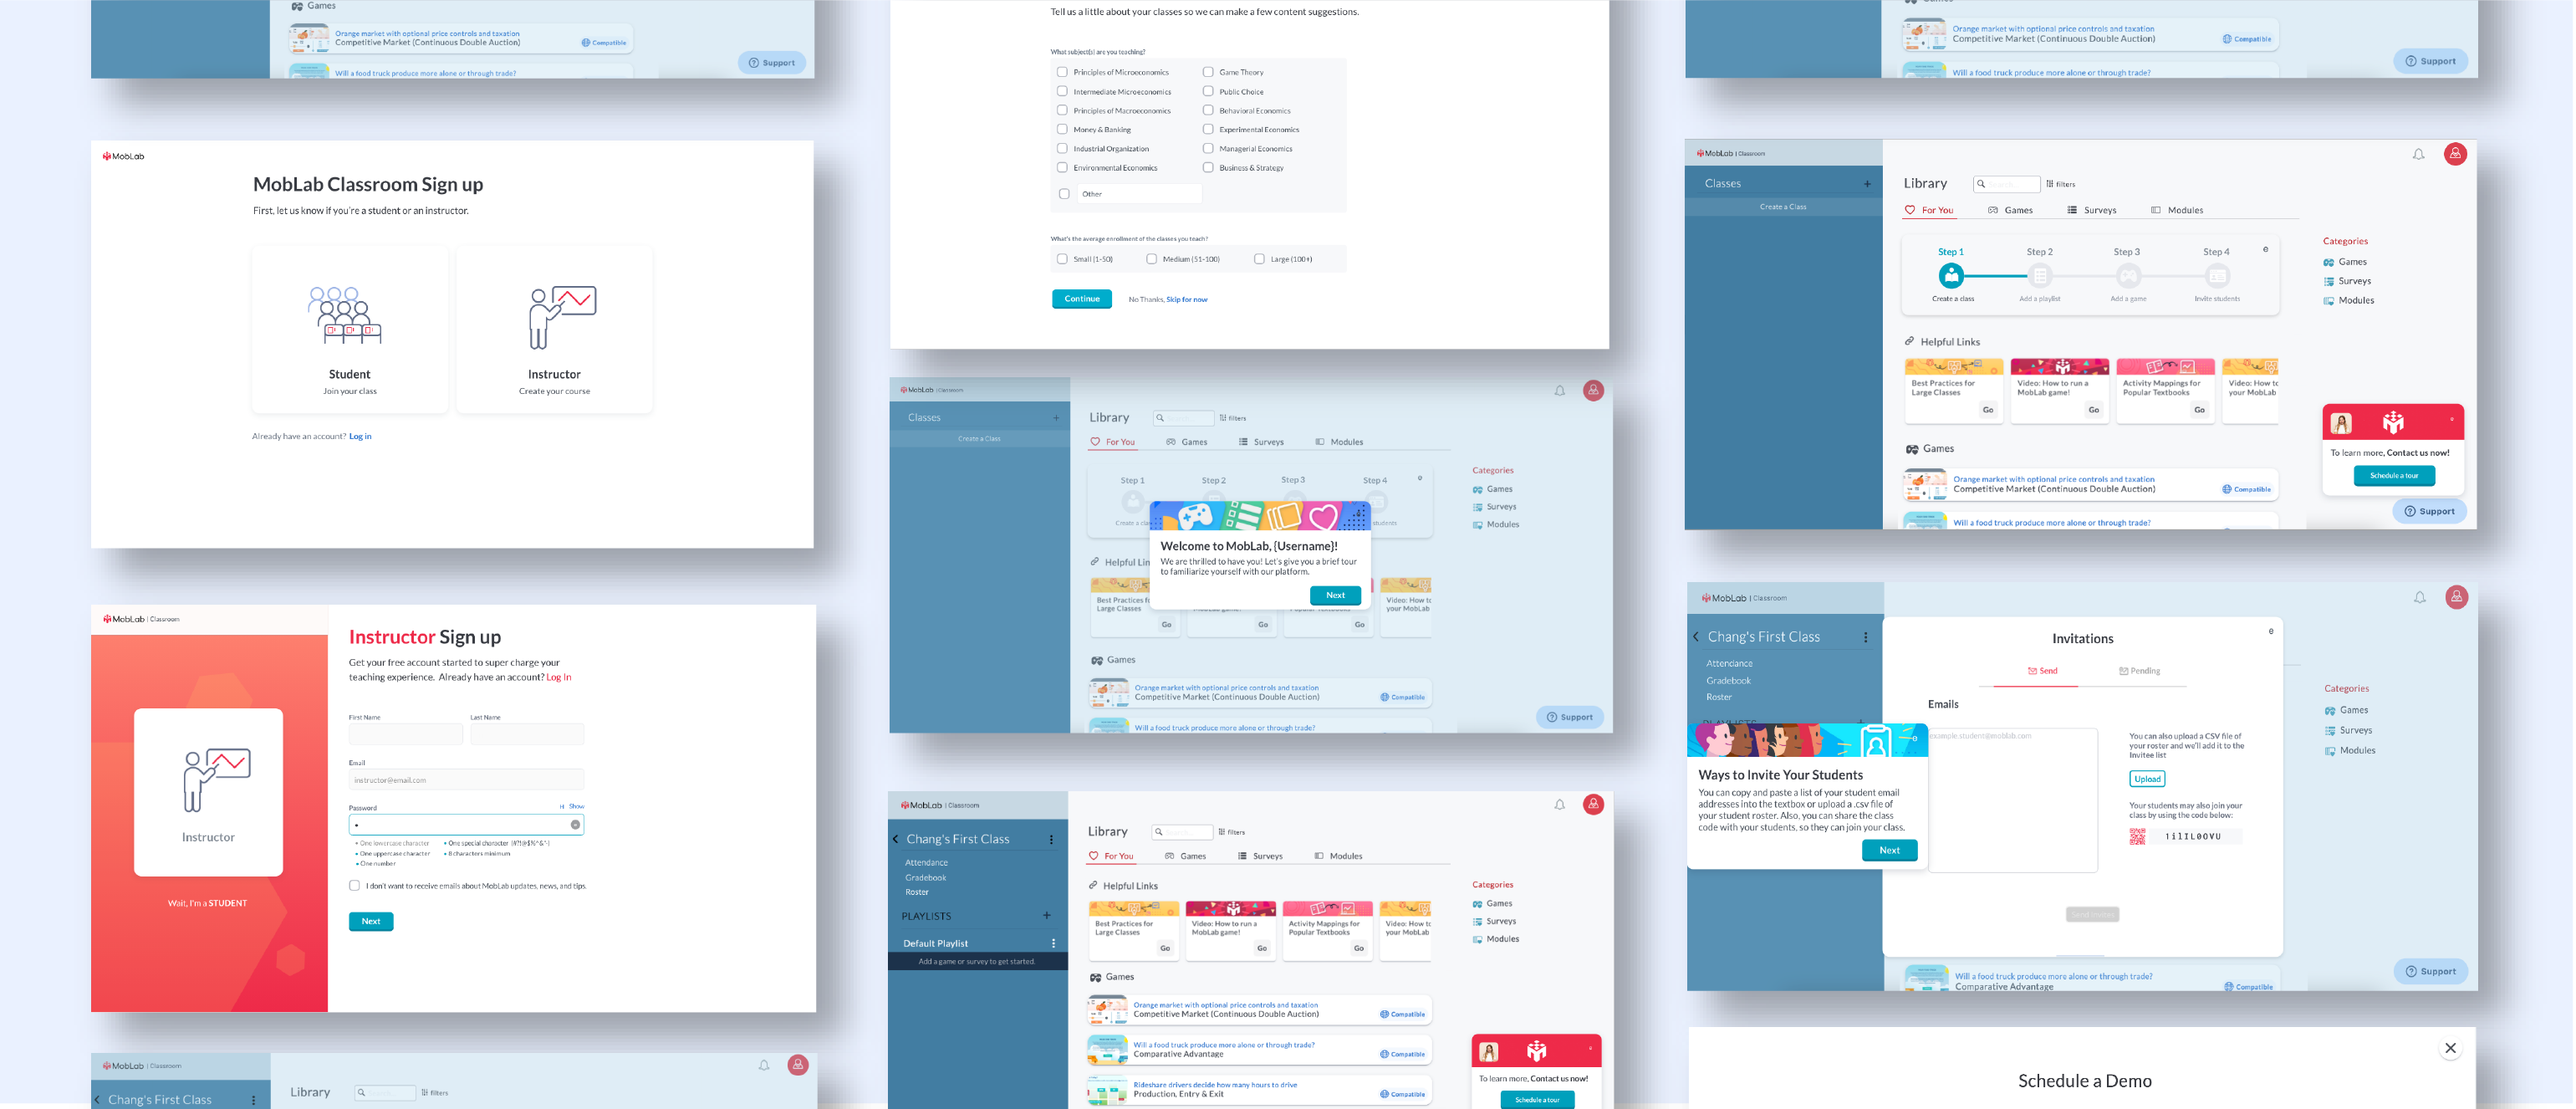 Games
Orange market with optional price controls and taxation
Competitive Market (Continuous Double Auction)
Compatible
Support
Will a food truck produce more alone or through trade?
MobLab
MobLab Classroom Sign up
First, let us know if you're a student or an instructor.
Student
Join your class
Instructor
Create your course
Already have an account? Log in
MobLab | Classroom
Instructor Sign up
Get your free account started to super charge your
teaching experience. Already have an account? Log In
First Name
Last Name
Email
instructor@email.com
Password
Show
One lowercase character
One uppercase character
One number
8 characters minimum
I don't want to receive emails about MobLab updates, news, and tips.
Next
Instructor
Wait, I'm a STUDENT
MobLab | Classroom
Chang's First Class
Library
filters
Tell us a little about your classes so we can make a few content suggestions.
What subject(s) are you teaching?
Principles of Microeconomics
Game Theory
Intermediate Microeconomics
Public Choice
Principles of Macroeconomics
Behavioral Economics
Money & Banking
Experimental Economics
Industrial Organization
Managerial Economics
Environmental Economics
Business & Strategy
Other
What's the average enrollment of the classes you teach?
Small (1-50)
Medium (51-100)
Large (100+)
Continue
No Thanks, Skip for now
MobLab | Classroom
Classes
Create a Class
Library
filters
For You
Games
Surveys
Modules
Step 1
Step 2
Step 3
Step 4
Categories
Games
Surveys
Modules
Welcome to MobLab, {Username}!
We are thrilled to have you! Let's give you a brief tour
to familiarize yourself with our platform.
Next
Best Practices
Large Classes
Video: How to
your MobLab
Go
Go
Go
Games
Orange market with optional price controls and taxation
Competitive Market (Continuous Double Auction)
Compatible
Will a food truck produce more alone or through trade?
Support
MobLab | Classroom
Chang's First Class
Attendance
Gradebook
Roster
PLAYLISTS
Default Playlist
Add a game or survey to get started.
Library
filters
For You
Games
Surveys
Modules
Helpful Links
Best Practices for
Large Classes
Go
Video: How to run a
MobLab game!
Go
Activity Mappings for
Popular Textbooks
Go
Video: How to
your MobLab
Categories
Games
Surveys
Modules
Games
Orange market with optional price controls and taxation
Competitive Market (Continuous Double Auction)
Compatible
Will a food truck produce more alone or through trade?
Comparative Advantage
Compatible
Rideshare drivers decide how many hours to drive
Production, Entry & Exit
Compatible
To learn more, Contact us now!
Schedule a tour
Orange market with optional price controls and taxation
Competitive Market (Continuous Double Auction)
Compatible
Will a food truck produce more alone or through trade?
Support
MobLab | Classroom
Classes
Create a Class
Library
filters
For You
Games
Surveys
Modules
Step 1
Step 2
Step 3
Step 4
Create a class
Add a playlist
Add a game
Invite students
Categories
Games
Surveys
Modules
Helpful Links
Best Practices for
Large Classes
Go
Video: How to run a
MobLab game!
Go
Activity Mappings for
Popular Textbooks
Go
Video: How to
your MobLab
Games
Orange market with optional price controls and taxation
Competitive Market (Continuous Double Auction)
Compatible
Will a food truck produce more alone or through trade?
To learn more, Contact us now!
Schedule a tour
Support
MobLab | Classroom
Chang's First Class
Attendance
Gradebook
Roster
PLAYLISTS
Ways to Invite Your Students
You can copy and paste a list of your student email
addresses into the textbox or upload a .csv file of
your student roster. Also, you can share the class
code with your students, so they can join your class.
Next
Invitations
Send
Pending
Emails
example.student@moblab.com
You can also upload a CSV file of
your roster and we'll add it to the
Invitee list
Upload
Your students may also join your
class by using the code below:
1ilIL0OVU
Categories
Games
Surveys
Modules
Will a food truck produce more alone or through trade?
Comparative Advantage
Compatible
Support
Schedule a Demo